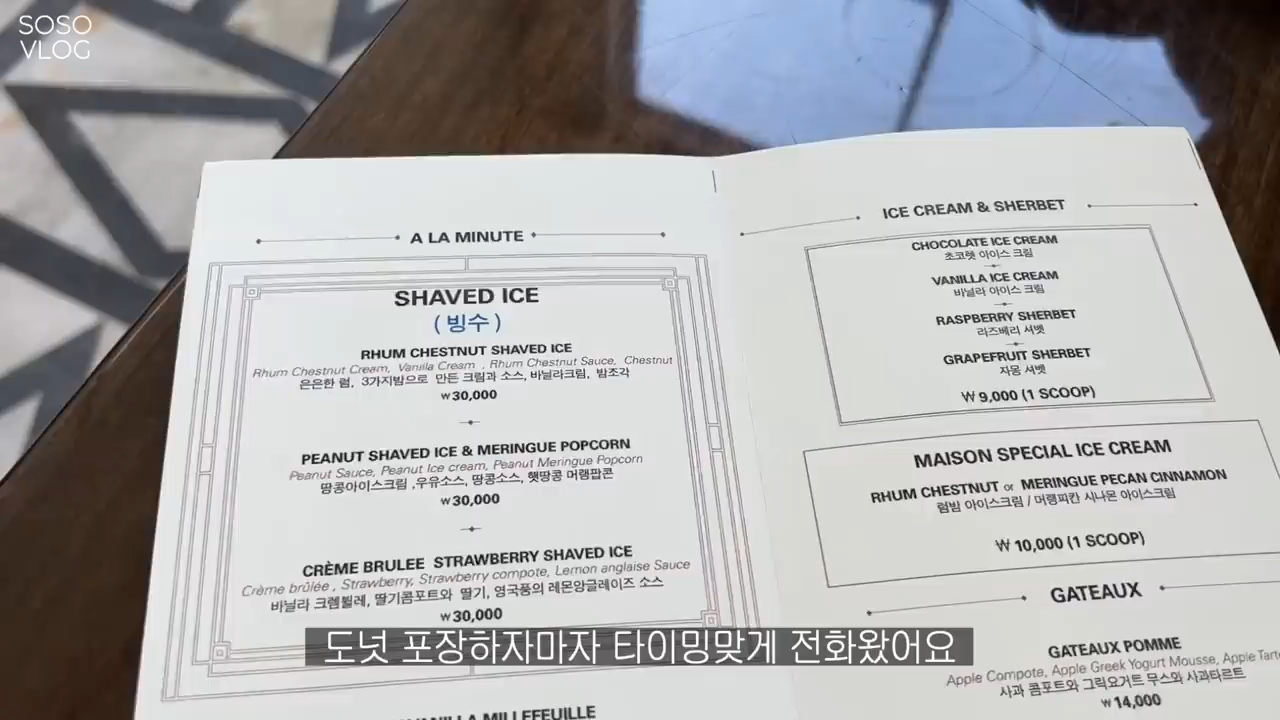 SOSO
VLOG
A LA MINUTE
SHAVED ICE
( 빙수 )
RHUM CHESTNUT SHAVED ICE
Rhum Chestnut Cream, Vanilla Cream , Rhum Chestnut Sauce, Chestnut
은은한 럼, 3가지밤으로 만든 크림과 소스, 바닐라크림, 밤조각
₩30,000
PEANUT SHAVED ICE & MERINGUE POPCORN
Peanut Sauce, Peanut Ice cream, Peanut Meringue Popcorn
땅콩아이스크림 ,우유소스, 땅콩소스, 햇땅콩 머랭팝콘
₩30,000
CRÈME BRULEE STRAWBERRY SHAVED ICE
Crème brûlée , Strawberry, Strawberry compote, Lemon anglaise Sauce
바닐라 크렘뷜레, 딸기콤포트와 딸기, 영국풍의 레몬앙글레이즈 소스
₩30,000
VANILLA MILLEFEUILLE
ICE CREAM & SHERBET
CHOCOLATE ICE CREAM
초코렛 아이스 크림
VANILLA ICE CREAM
바닐라 아이스 크림
RASPBERRY SHERBET
라즈베리 셔벳
GRAPEFRUIT SHERBET
자몽 셔벳
₩ 9,000 (1 SCOOP)
MAISON SPECIAL ICE CREAM
RHUM CHESTNUT or MERINGUE PECAN CINNAMON
럼밤 아이스크림 / 머랭피칸 시나몬 아이스크림
₩ 10,000 (1 SCOOP)
GATEAUX
GATEAUX POMME
Apple Compote, Apple Greek Yogurt Mousse, Apple Tarte
사과 콤포트와 그릭요거트 무스와 사과타르트
₩14,000
도넛 포장하자마자 타이밍맞게 전화왔어요